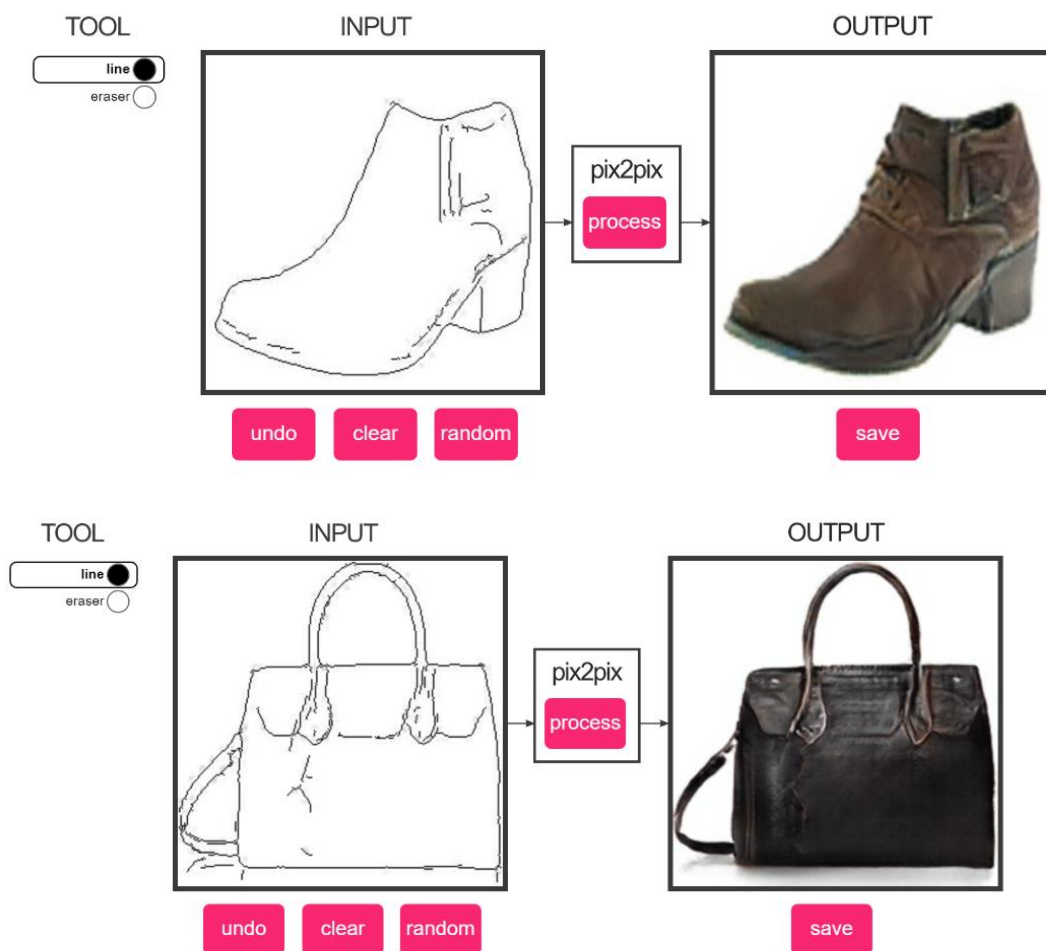 TOOL INPUT OUTPUT
line
eraser
pix2pix
process
undo clear random save
TOOL INPUT OUTPUT
line
eraser
pix2pix
process
undo clear random save